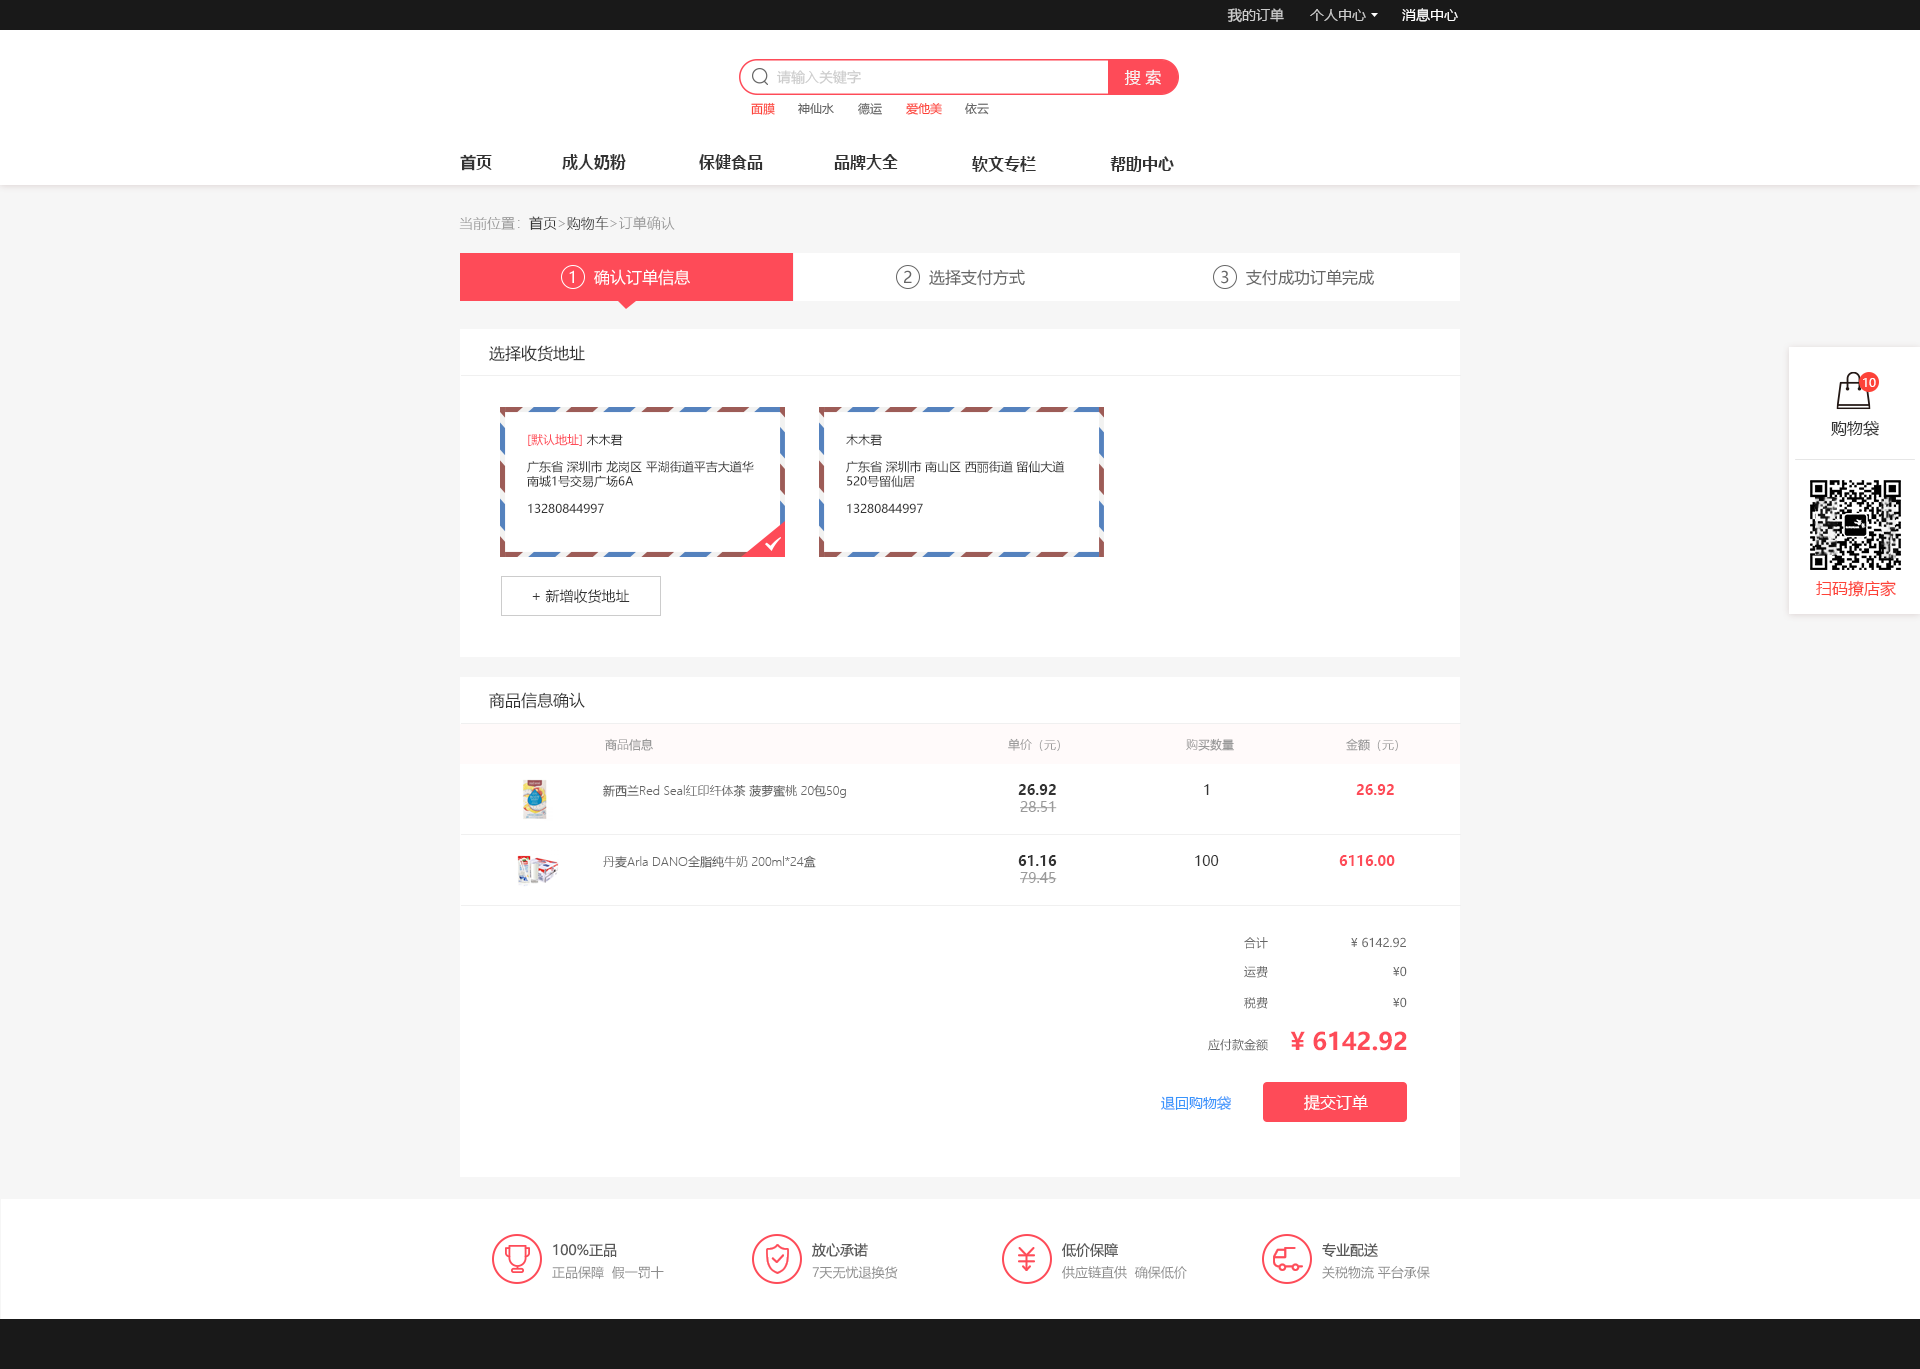 我的订单 个人中心 消息中心
请输入关键字 搜 索
面膜 神仙水 德运 爱他美 依云
首页 成人奶粉 保健食品 品牌大全 软文专栏 帮助中心
当前位置：首页>购物车>订单确认
1 确认订单信息 2 选择支付方式 3 支付成功订单完成
选择收货地址
[默认地址] 木木君
广东省 深圳市 龙岗区 平湖街道平吉大道华
南城1号交易广场6A
13280844997
木木君
广东省 深圳市 南山区 西丽街道 留仙大道
520号留仙居
13280844997
+ 新增收货地址
10
购物袋
扫码撩店家
商品信息确认
商品信息 单价（元） 购买数量 金额（元）
新西兰Red Seal红印纤体茶 菠萝蜜桃 20包50g 26.92 1 26.92
28.51
丹麦Arla DANO全脂纯牛奶 200ml*24盒 61.16 100 6116.00
79.45
合计 ¥ 6142.92
运费 ¥0
税费 ¥0
应付款金额 ¥ 6142.92
退回购物袋 提交订单
100%正品
正品保障 假一罚十
放心承诺
7天无忧退换货
低价保障
供应链直供 确保低价
专业配送
关税物流 平台承保